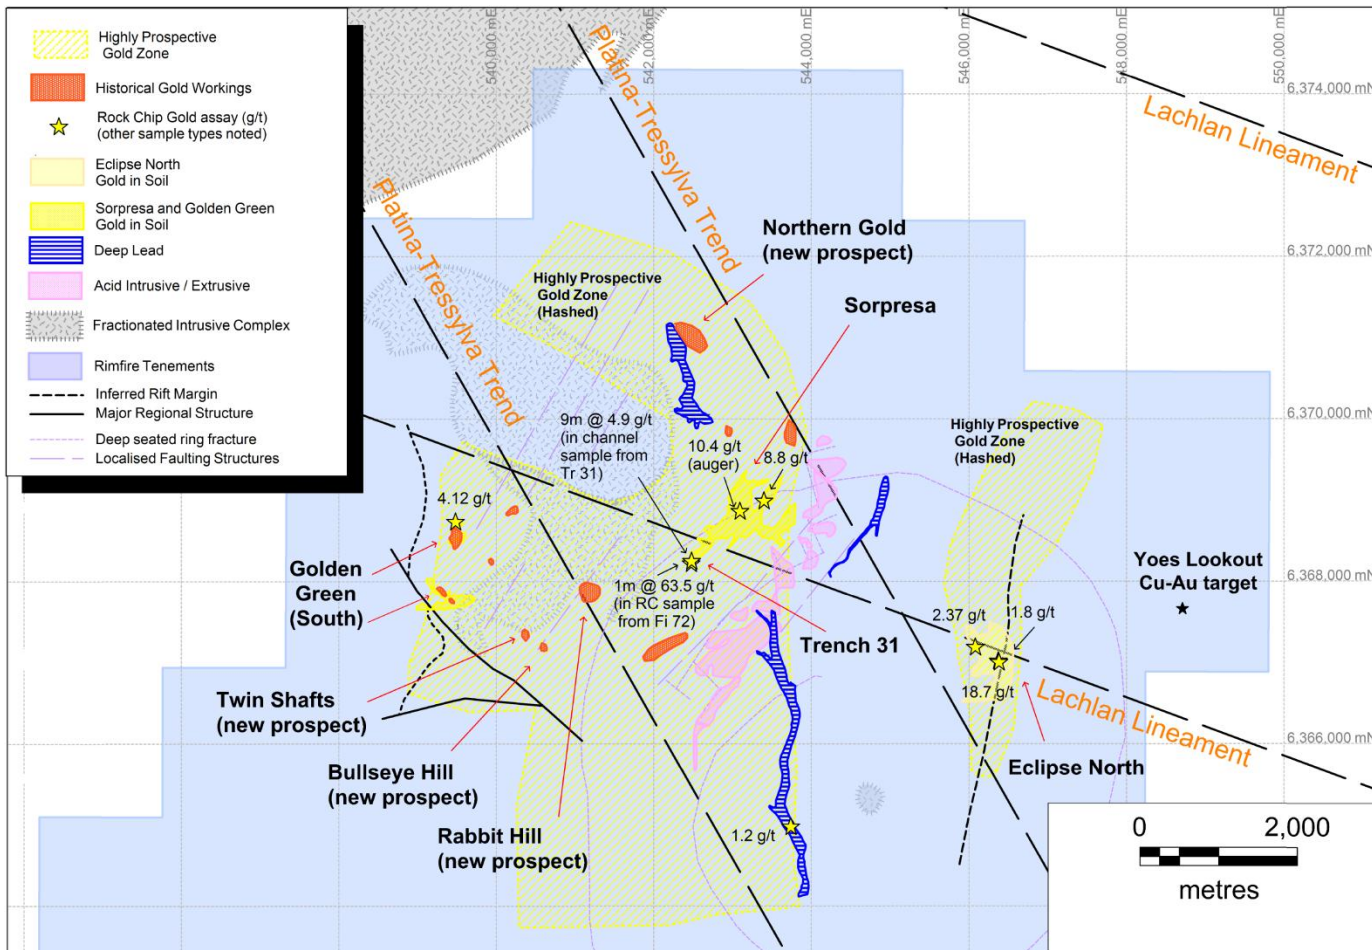 Highly Prospective
Gold Zone
Historical Gold Workings
Rock Chip Gold assay (g/t)
(other sample types noted)
Eclipse North
Gold in Soil
Sorpresa and Golden Green
Gold in Soil
Deep Lead
Acid Intrusive / Extrusive
Fractionated Intrusive Complex
Rimfire Tenements
Inferred Rift Margin
Major Regional Structure
Deep seated ring fracture
Localised Faulting Structures
540,000 mE
542,000 mE
544,000 mE
546,000 mE
548,000 mE
550,000 mE
6,374,000 mN
6,372,000 mN
6,370,000 mN
6,368,000 mN
6,366,000 mN
Platina-Tressylva Trend
Platina-Tressylva Trend
Lachlan Lineament
Northern Gold
(new prospect)
Highly Prospective
Gold Zone
(Hashed)
Sorpresa
9m @ 4.9 g/t
(in channel
sample from
Tr 31)
10.4 g/t
(auger)
8.8 g/t
Highly Prospective
Gold Zone
(Hashed)
4.12 g/t
Golden
Green
(South)
1m @ 63.5 g/t
(in RC sample
from Fi 72)
Yoes Lookout
Cu-Au target
2.37 g/t
1.8 g/t
Trench 31
18.7 g/t
Twin Shafts
(new prospect)
Lachlan Lineament
Bullseye Hill
(new prospect)
Eclipse North
Rabbit Hill
(new prospect)
1.2 g/t
0 2,000
metres